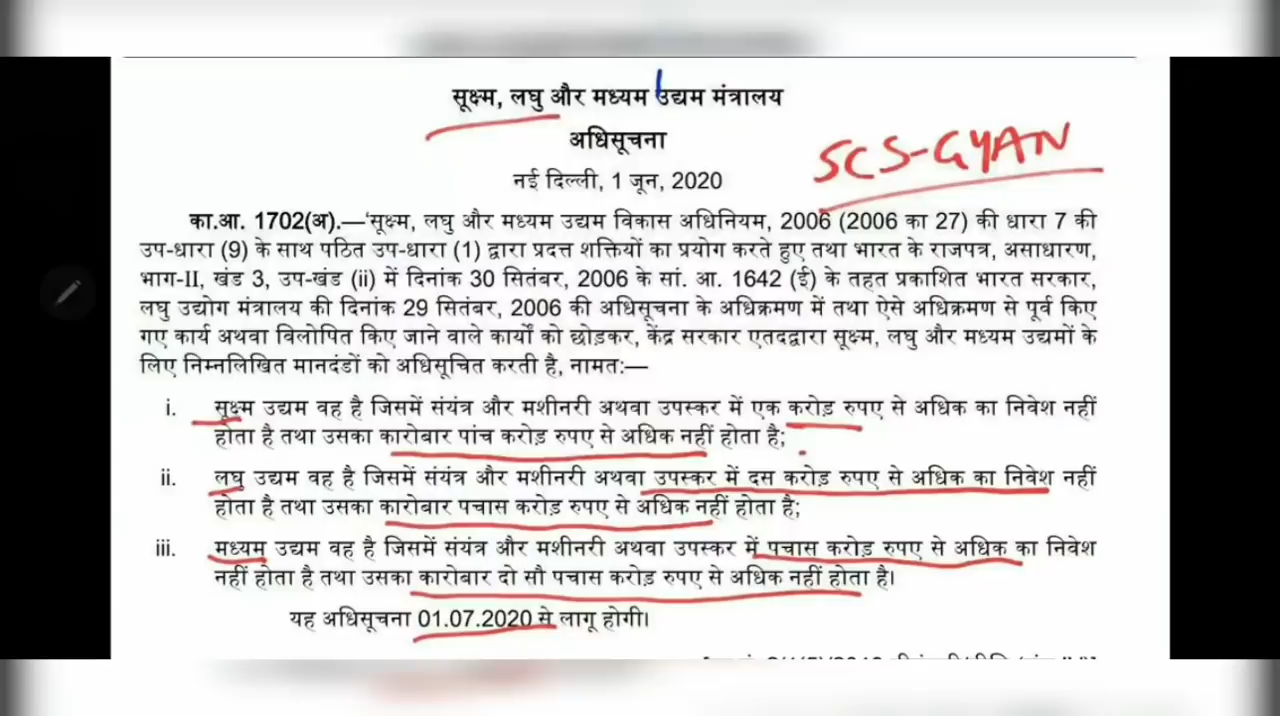 सूक्ष्म, लघु और मध्यम उद्यम मंत्रालय
अधिसूचना
SCS-GYAN
नई दिल्ली, 1 जून, 2020
का.आ. 1702(अ).—'सूक्ष्म, लघु और मध्यम उद्यम विकास अधिनियम, 2006 (2006 का 27) की धारा 7 की
उप-धारा (9) के साथ पठित उप-धारा (1) द्वारा प्रदत्त शक्तियों का प्रयोग करते हुए तथा भारत के राजपत्र, असाधारण,
भाग-II, खंड 3, उप-खंड (ii) में दिनांक 30 सितंबर, 2006 के सां. आ. 1642 (ई) के तहत प्रकाशित भारत सरकार,
लघु उद्योग मंत्रालय की दिनांक 29 सितंबर, 2006 की अधिसूचना के अधिक्रमण में तथा ऐसे अधिक्रमण से पूर्व किए
गए कार्य अथवा विलोपित किए जाने वाले कार्यों को छोड़कर, केंद्र सरकार एतदद्वारा सूक्ष्म, लघु और मध्यम उद्यमों के
लिए निम्नलिखित मानदंडों को अधिसूचित करती है, नामतः—
i. सूक्ष्म उद्यम वह है जिसमें संयंत्र और मशीनरी अथवा उपस्कर में एक करोड़ रुपए से अधिक का निवेश नहीं
होता है तथा उसका कारोबार पांच करोड़ रुपए से अधिक नहीं होता है;
ii. लघु उद्यम वह है जिसमें संयंत्र और मशीनरी अथवा उपस्कर में दस करोड़ रुपए से अधिक का निवेश नहीं
होता है तथा उसका कारोबार पचास करोड़ रुपए से अधिक नहीं होता है;
iii. मध्यम उद्यम वह है जिसमें संयंत्र और मशीनरी अथवा उपस्कर में पचास करोड़ रुपए से अधिक का निवेश
नहीं होता है तथा उसका कारोबार दो सौ पचास करोड़ रुपए से अधिक नहीं होता है।
यह अधिसूचना 01.07.2020 से लागू होगी।